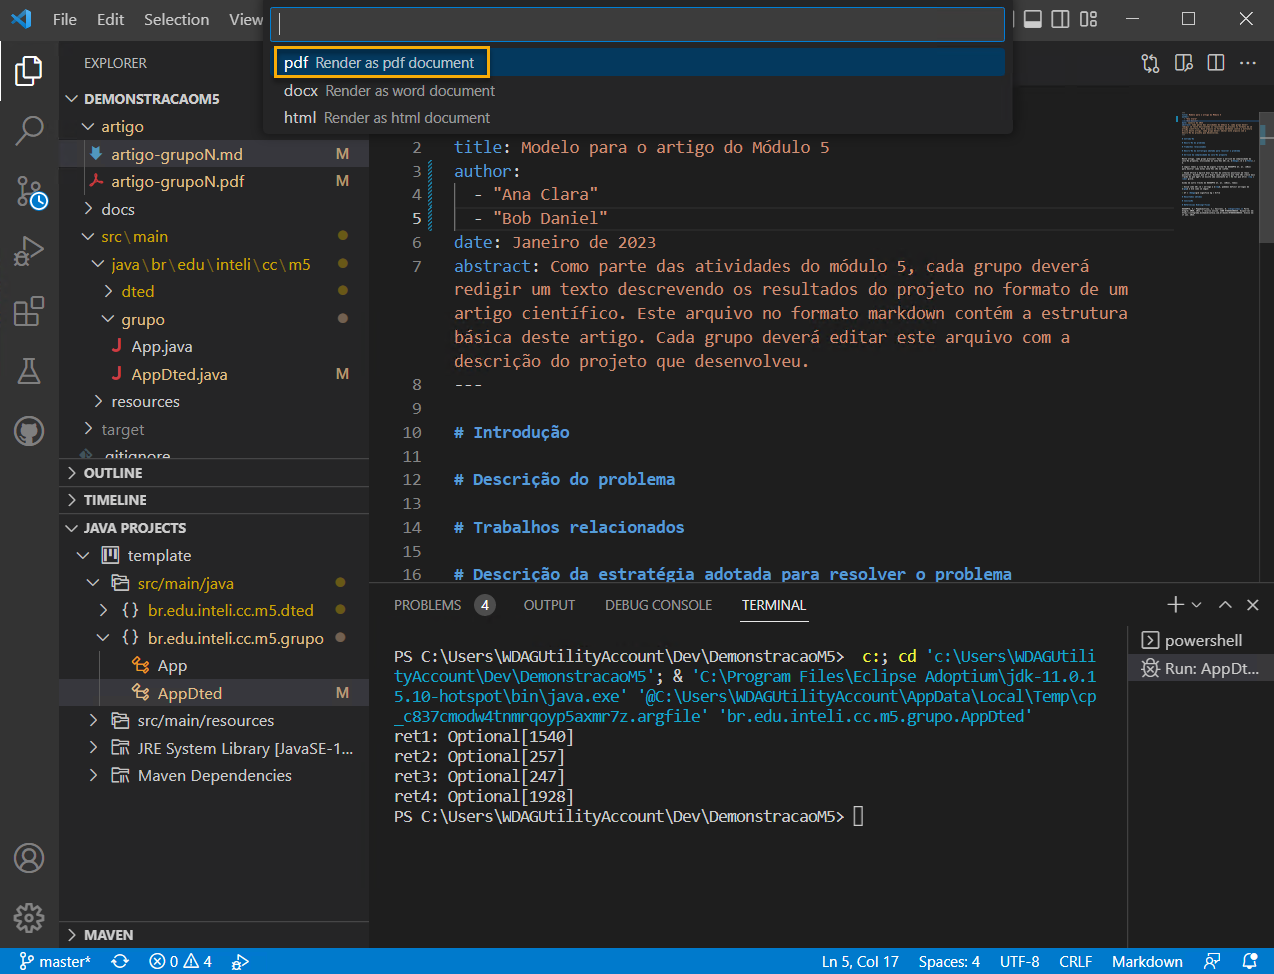 File Edit Selection View
pdf Render as pdf document
docx Render as word document
html Render as html document
EXPLORER
DEMONSTRACAOM5
artigo
artigo-grupoN.md M
artigo-grupoN.pdf M
docs
src\main
java\br\edu\inteli\cc\m5
dted
grupo
App.java
AppDted.java M
resources
target
.gitignore
OUTLINE
TIMELINE
JAVA PROJECTS
template
src/main/java
br.edu.inteli.cc.m5.dted
br.edu.inteli.cc.m5.grupo
App
AppDted M
src/main/resources
JRE System Library [JavaSE-1...
Maven Dependencies
MAVEN
2 title: Modelo para o artigo do Módulo 5
3 author:
4 - "Ana Clara"
5 - "Bob Daniel"
6 date: Janeiro de 2023
7 abstract: Como parte das atividades do módulo 5, cada grupo deverá
redigir um texto descrevendo os resultados do projeto no formato de um
artigo científico. Este arquivo no formato markdown contém a estrutura
básica deste artigo. Cada grupo deverá editar este arquivo com a
descrição do projeto que desenvolveu.
8 ---
9
10 # Introdução
11
12 # Descrição do problema
13
14 # Trabalhos relacionados
15
16 # Descrição da estratégia adotada para resolver o problema
PROBLEMS 4 OUTPUT DEBUG CONSOLE TERMINAL
PS C:\Users\WDAGUtilityAccount\Dev\DemonstracaoM5> c:; cd 'c:\Users\WDAGUtili
tyAccount\Dev\DemonstracaoM5'; & 'C:\Program Files\Eclipse Adoptium\jdk-11.0.1
5.10-hotspot\bin\java.exe' '@C:\Users\WDAGUtilityAccount\AppData\Local\Temp\cp
_c837cmodw4tnmrqoyp5axmr7z.argfile' 'br.edu.inteli.cc.m5.grupo.AppDted'
ret1: Optional[1540]
ret2: Optional[257]
ret3: Optional[247]
ret4: Optional[1928]
PS C:\Users\WDAGUtilityAccount\Dev\DemonstracaoM5>
powershell
Run: AppDt...
master* 0 4 Ln 5, Col 17 Spaces: 4 UTF-8 CRLF Markdown